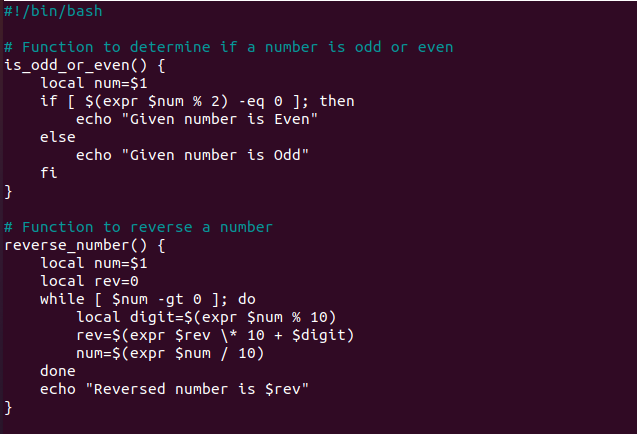 #!/bin/bash

# Function to determine if a number is odd or even
is_odd_or_even() {
    local num=$1
    if [ $(expr $num % 2) -eq 0 ]; then
        echo "Given number is Even"
    else
        echo "Given number is Odd"
    fi
}

# Function to reverse a number
reverse_number() {
    local num=$1
    local rev=0
    while [ $num -gt 0 ]; do
        local digit=$(expr $num % 10)
        rev=$(expr $rev \* 10 + $digit)
        num=$(expr $num / 10)
    done
    echo "Reversed number is $rev"
}